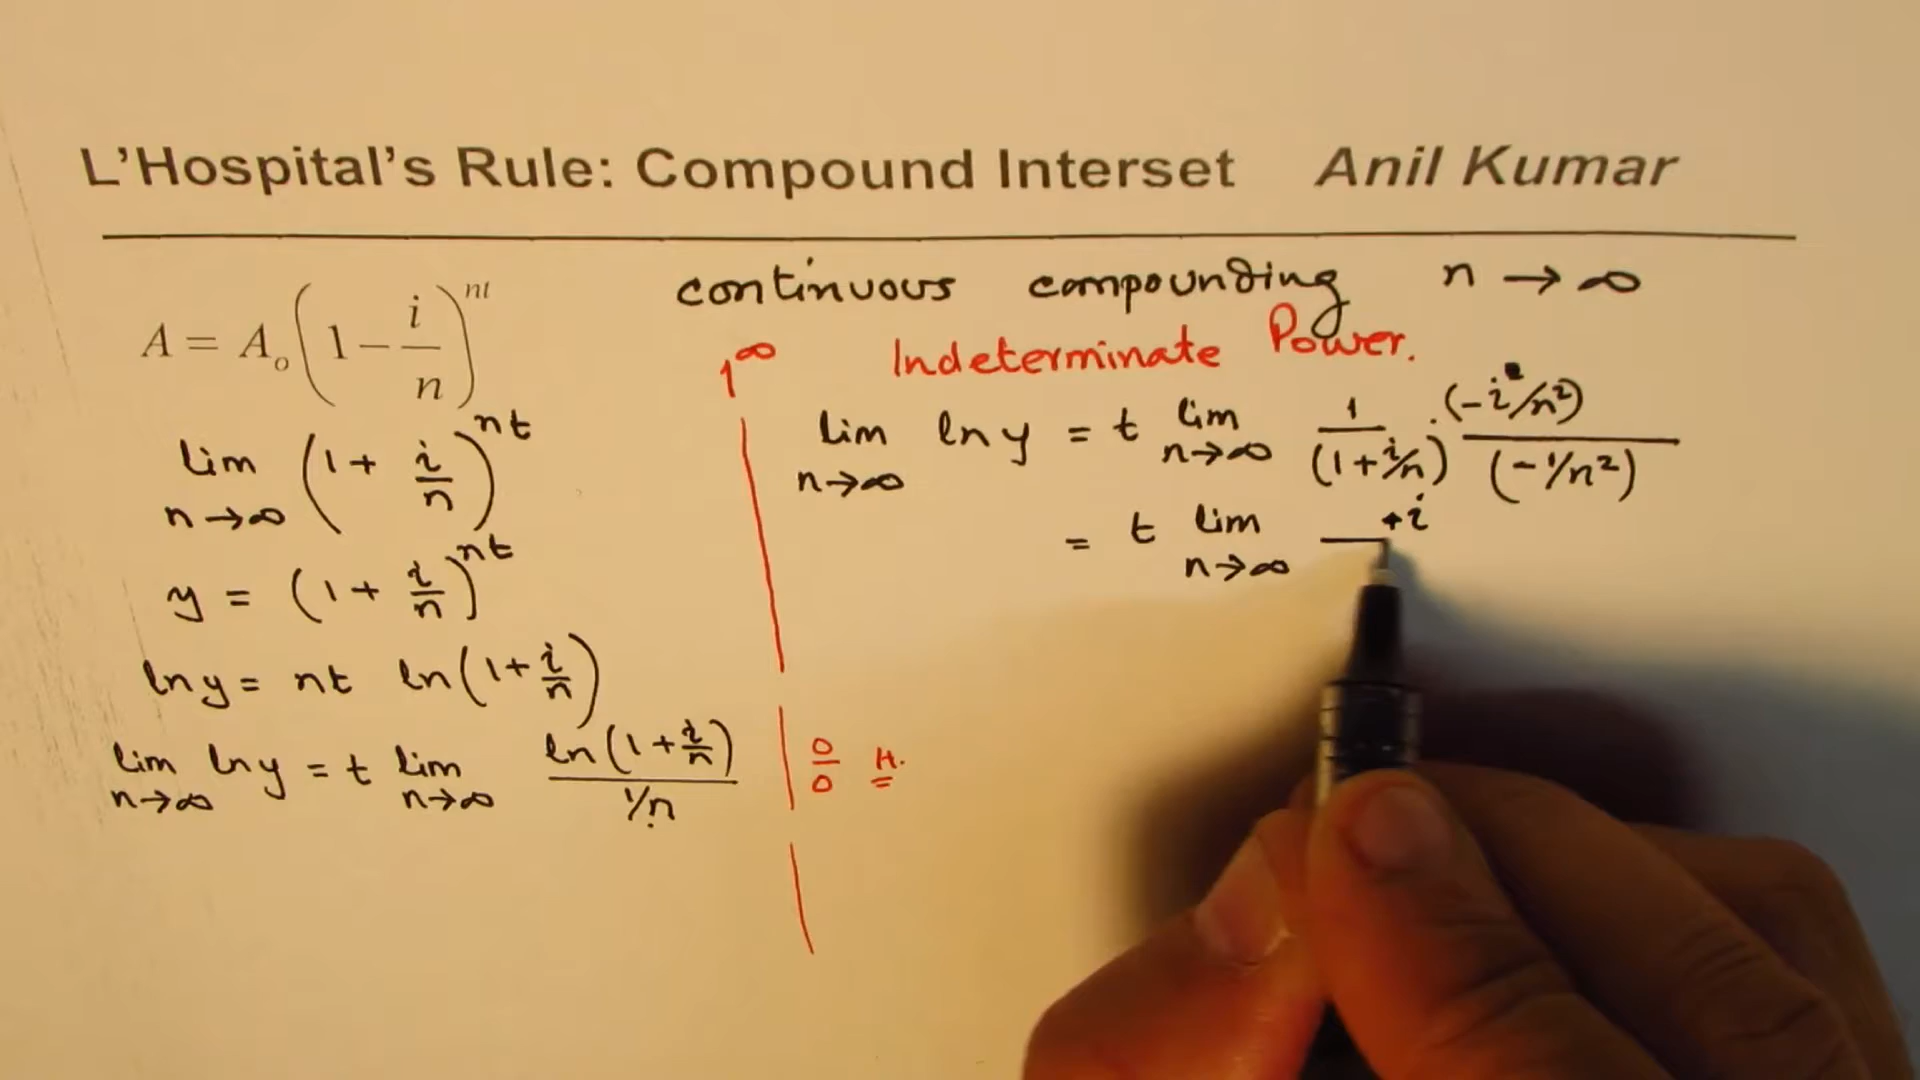 L'Hospital's Rule: Compound Interset Anil Kumar
A = A₀(1 − i/n)^nt
continuous compounding n → ∞
1^∞ Indeterminate Power.
lim n→∞ (1 + i/n)^nt
y = (1 + i/n)^nt
ln y = nt ln(1 + i/n)
lim n→∞ ln y = t lim n→∞ ln(1 + i/n) / 1/n
0/0 H.
lim n→∞ ln y = t lim n→∞ 1/(1 + i/n) · (−i/n²)/(−1/n²)
= t lim n→∞ +i